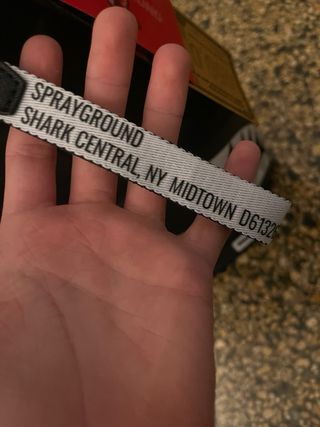 SPRAYGROUND
SHARK CENTRAL, NY MIDTOWN D6132